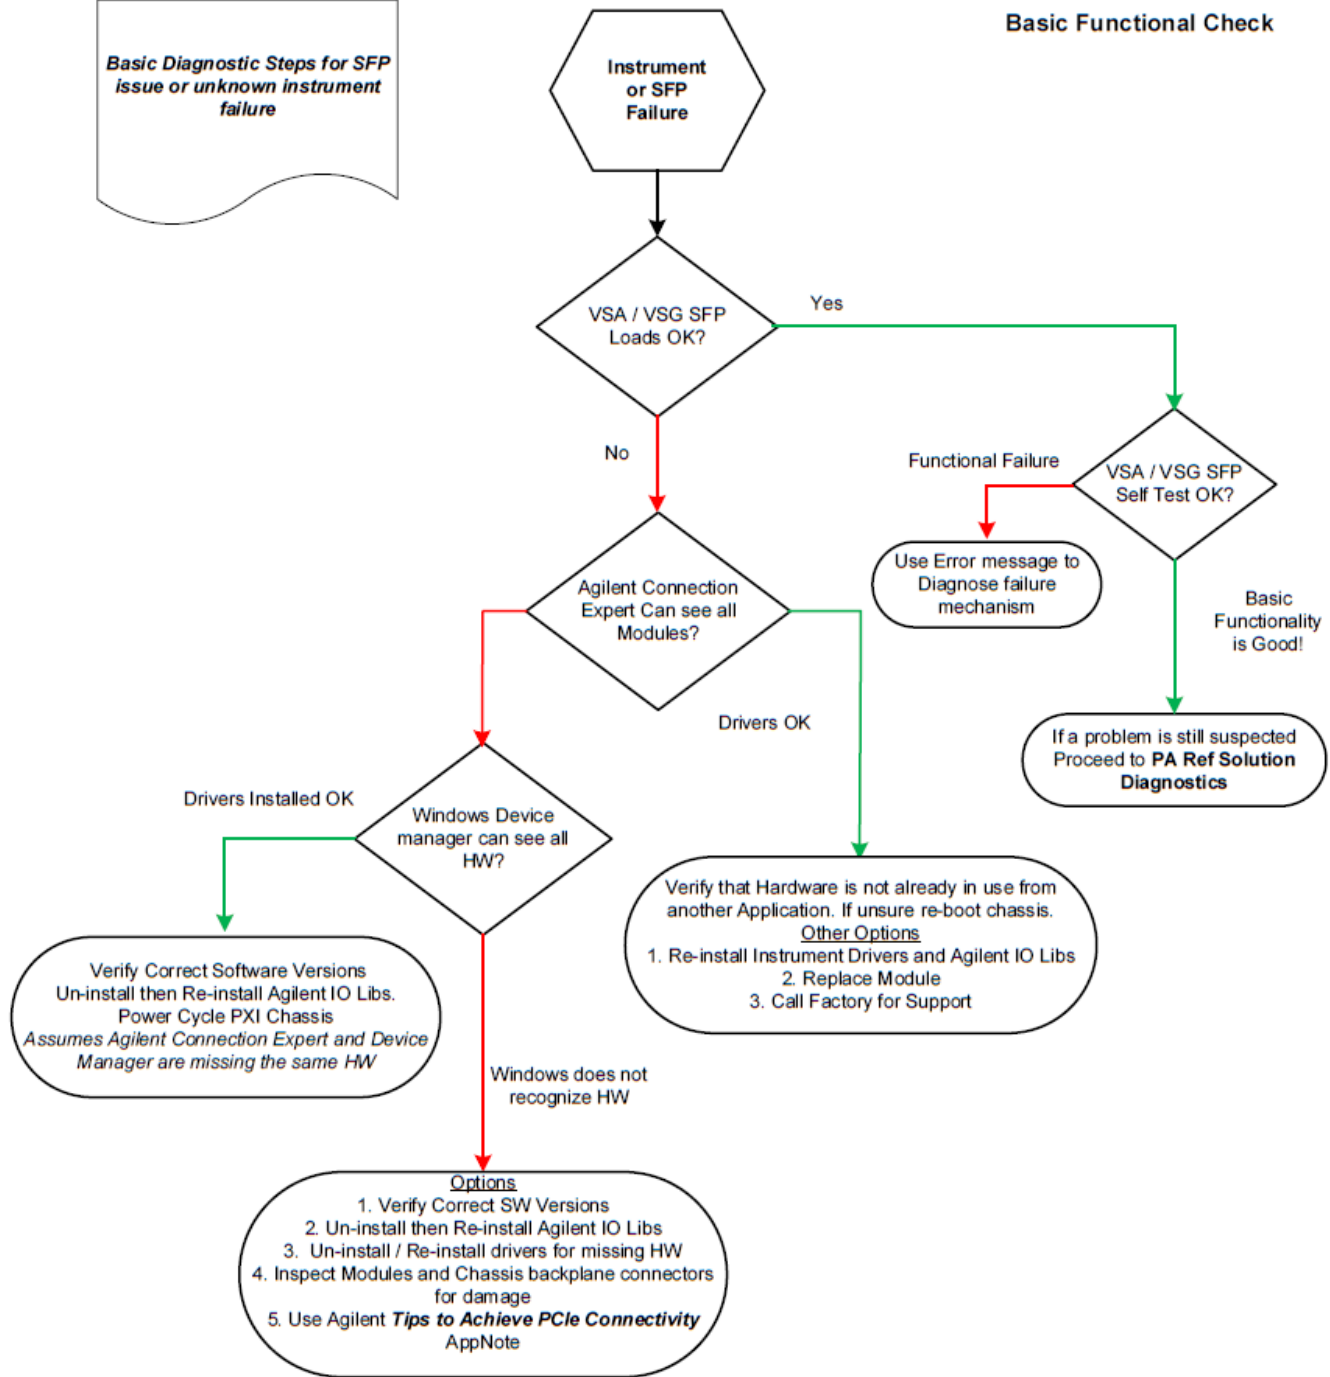 Basic Functional Check
Basic Diagnostic Steps for SFP
issue or unknown instrument
failure
Instrument
or SFP
Failure
VSA / VSG SFP
Loads OK?
Yes
No
Functional Failure
VSA / VSG SFP
Self Test OK?
Use Error message to
Diagnose failure
mechanism
Basic
Functionality
is Good!
If a problem is still suspected
Proceed to PA Ref Solution
Diagnostics
Agilent Connection
Expert Can see all
Modules?
Drivers OK
Verify that Hardware is not already in use from
another Application. If unsure re-boot chassis.
Other Options
1. Re-install Instrument Drivers and Agilent IO Libs
2. Replace Module
3. Call Factory for Support
Drivers Installed OK
Windows Device
manager can see all
HW?
Verify Correct Software Versions
Un-install then Re-install Agilent IO Libs.
Power Cycle PXI Chassis
Assumes Agilent Connection Expert and Device
Manager are missing the same HW
Windows does not
recognize HW
Options
1. Verify Correct SW Versions
2. Un-install then Re-install Agilent IO Libs
3. Un-install / Re-install drivers for missing HW
4. Inspect Modules and Chassis backplane connectors
for damage
5. Use Agilent Tips to Achieve PCIe Connectivity
AppNote